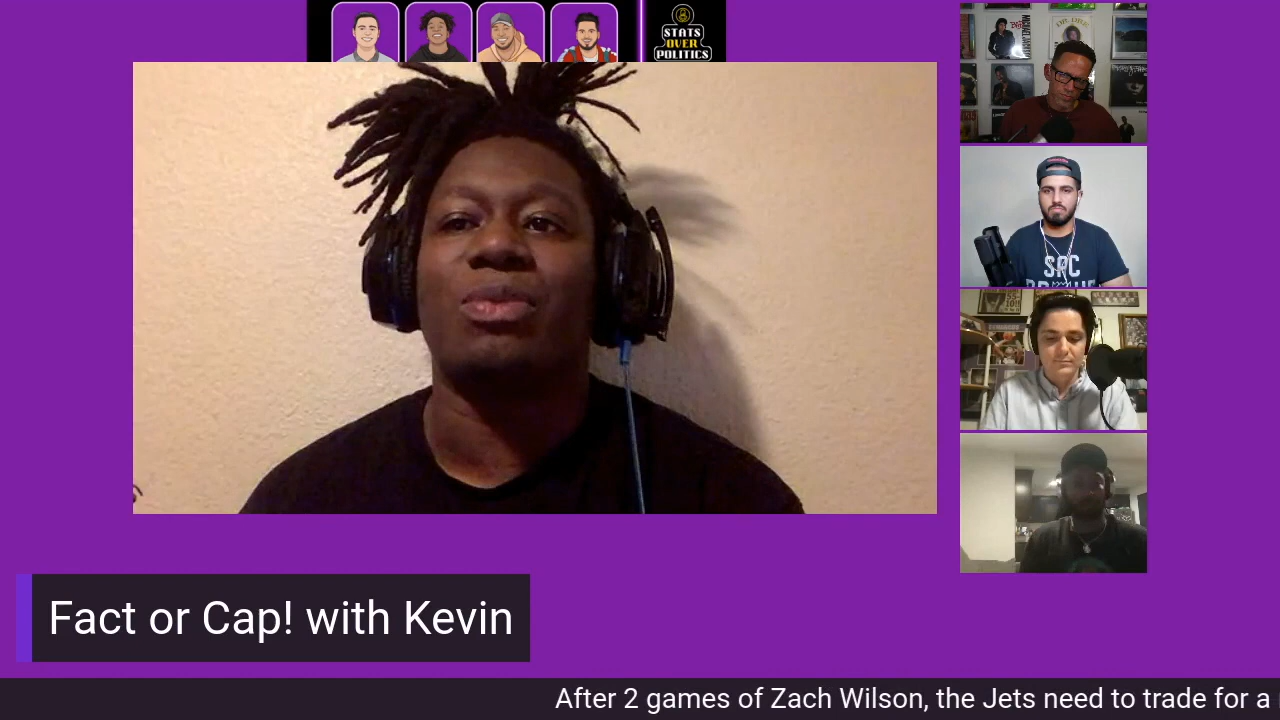 STATS
OVER
POLITICS
SPC
Fact or Cap! with Kevin
After 2 games of Zach Wilson, the Jets need to trade for a